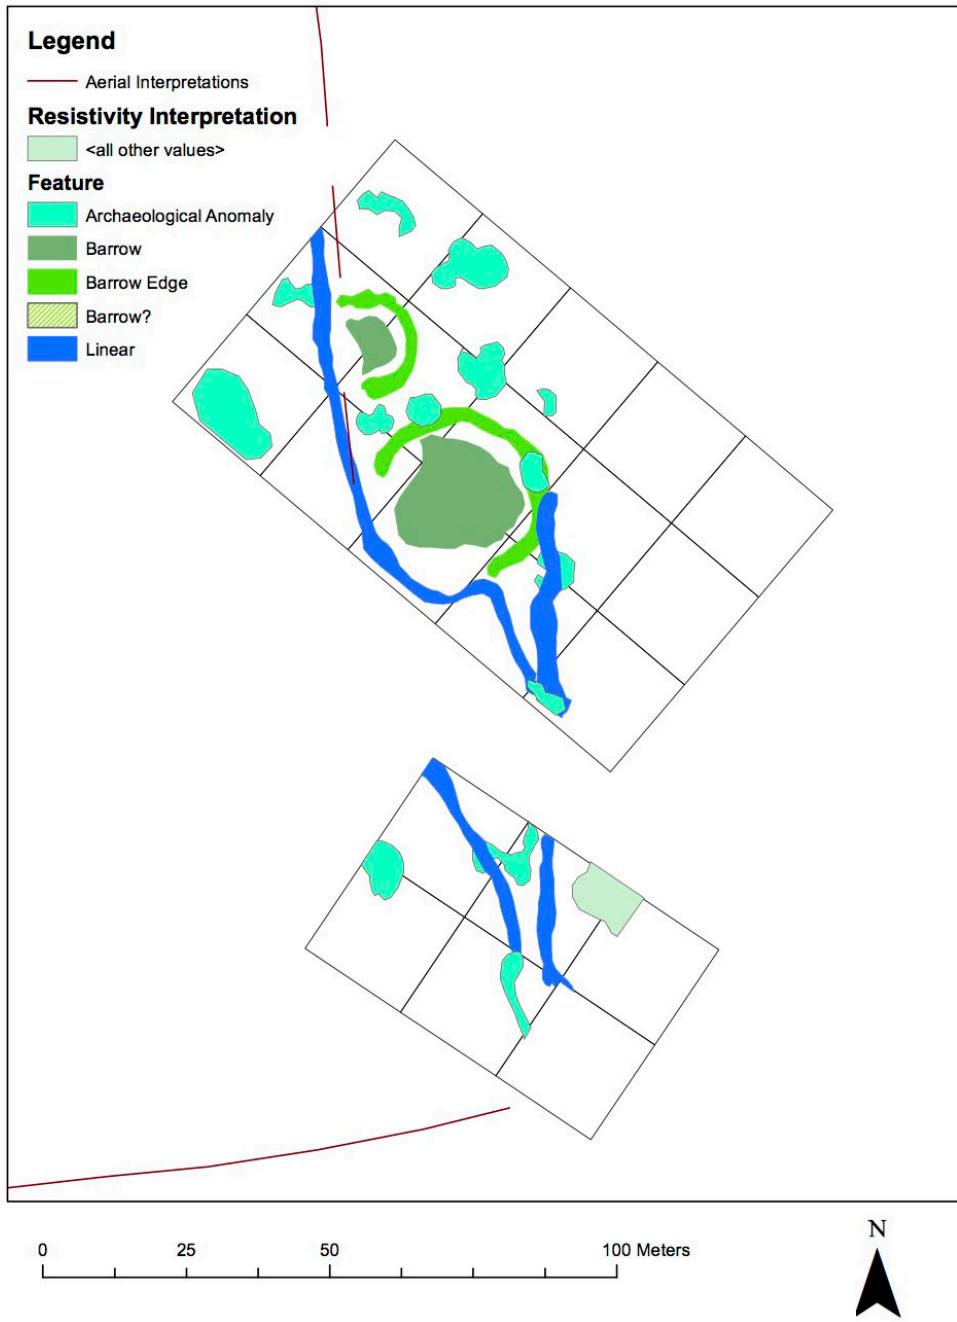 Legend
Aerial Interpretations
Resistivity Interpretation
<all other values>
Feature
Archaeological Anomaly
Barrow
Barrow Edge
Barrow?
Linear
0 25 50 100 Meters
N